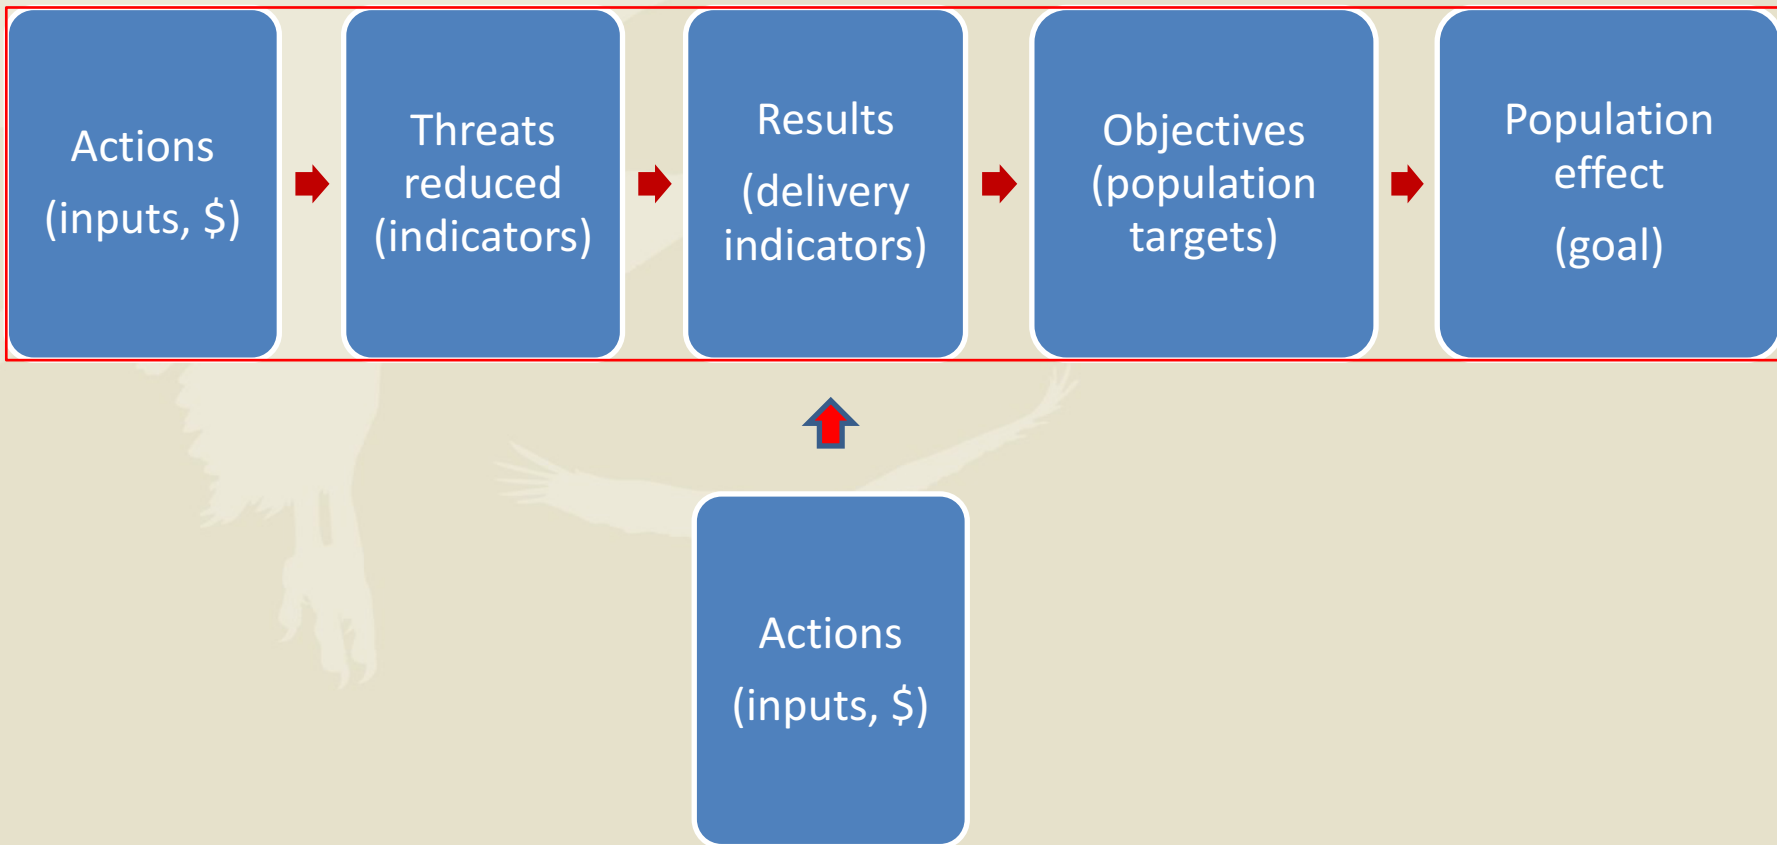 Actions
(inputs, $)
Threats
reduced
(indicators)
Results
(delivery
indicators)
Objectives
(population
targets)
Population
effect
(goal)
Actions
(inputs, $)